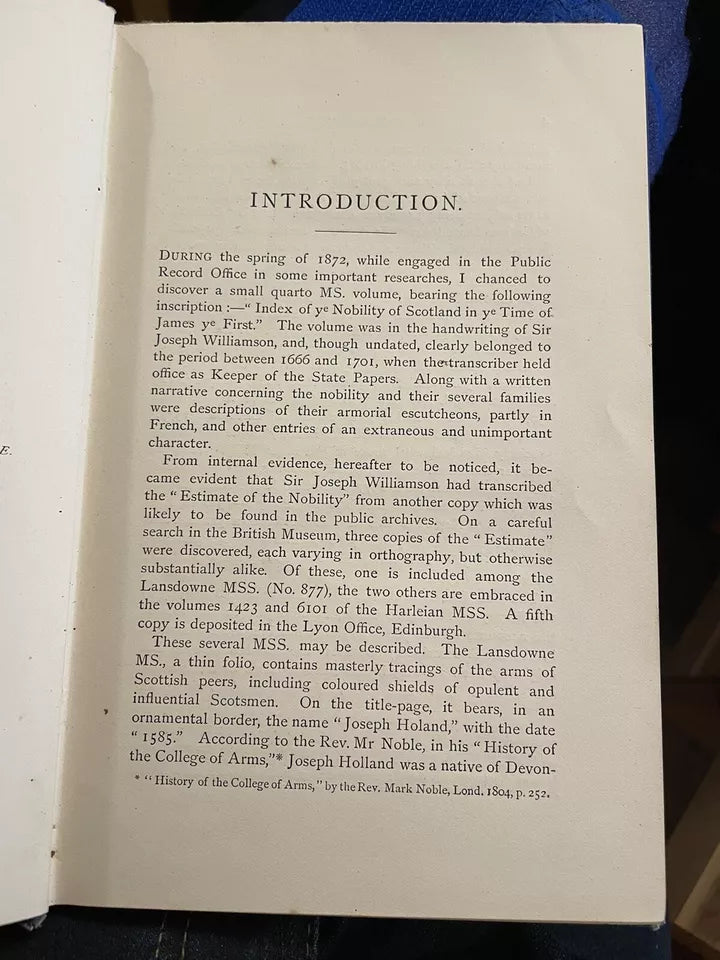 E.
INTRODUCTION.
DURING the spring of 1872, while engaged in the Public
Record Office in some important researches, I chanced to
discover a small quarto MS. volume, bearing the following
inscription :—“ Index of ye Nobility of Scotland in ye Time of
James ye First.” The volume was in the handwriting of Sir
Joseph Williamson, and, though undated, clearly belonged to
the period between 1666 and 1701, when the transcriber held
office as Keeper of the State Papers. Along with a written
narrative concerning the nobility and their several families
were descriptions of their armorial escutcheons, partly in
French, and other entries of an extraneous and unimportant
character.
From internal evidence, hereafter to be noticed, it be-
came evident that Sir Joseph Williamson had transcribed
the “ Estimate of the Nobility” from another copy which was
likely to be found in the public archives. On a careful
search in the British Museum, three copies of the “ Estimate”
were discovered, each varying in orthography, but otherwise
substantially alike. Of these, one is included among the
Lansdowne MSS. (No. 877), the two others are embraced in
the volumes 1423 and 6101 of the Harleian MSS. A fifth
copy is deposited in the Lyon Office, Edinburgh.
These several MSS. may be described. The Lansdowne
MS., a thin folio, contains masterly tracings of the arms of
Scottish peers, including coloured shields of opulent and
influential Scotsmen. On the title-page, it bears, in an
ornamental border, the name “ Joseph Holand,” with the date
“ 1585.” According to the Rev. Mr Noble, in his “ History of
the College of Arms,”* Joseph Holland was a native of Devon-
* “ History of the College of Arms,” by the Rev. Mark Noble, Lond. 1804, p. 252.